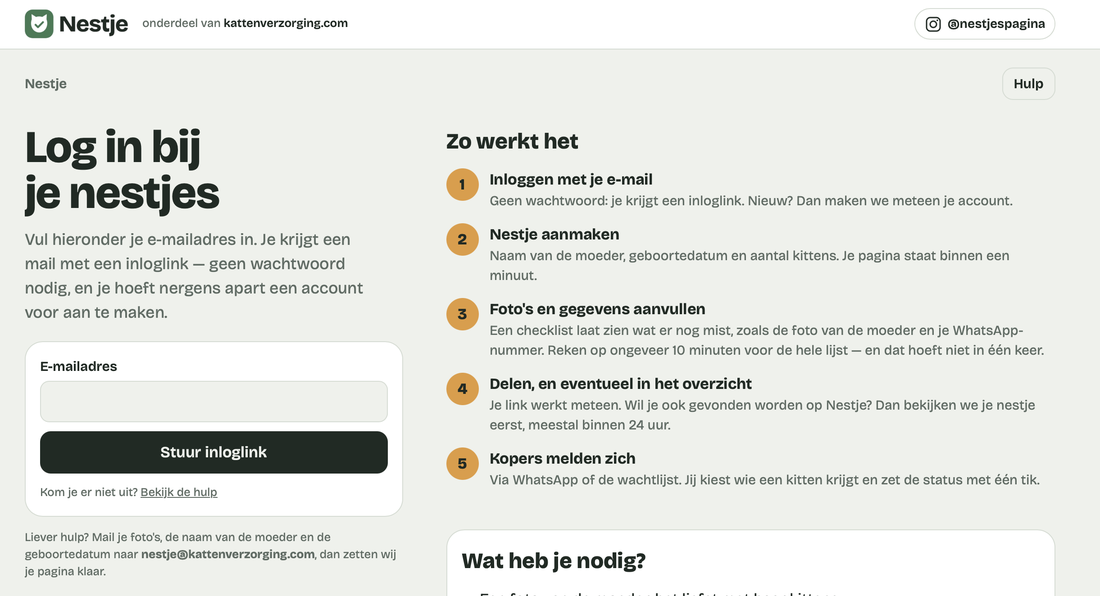 Nestje
onderdeel van kattenverzorging.com
@nestjespagina
Nestje
Hulp
Log in bij
je nestjes
Vul hieronder je e-mailadres in. Je krijgt een
mail met een inloglink — geen wachtwoord
nodig, en je hoeft nergens apart een account
voor aan te maken.
E-mailadres
Stuur inloglink
Kom je er niet uit? Bekijk de hulp
Liever hulp? Mail je foto's, de naam van de moeder en de
geboortedatum naar nestje@kattenverzorging.com, dan zetten wij
je pagina klaar.
Zo werkt het
1
Inloggen met je e-mail
Geen wachtwoord: je krijgt een inloglink. Nieuw? Dan maken we meteen je account.
2
Nestje aanmaken
Naam van de moeder, geboortedatum en aantal kittens. Je pagina staat binnen een
minuut.
3
Foto's en gegevens aanvullen
Een checklist laat zien wat er nog mist, zoals de foto van de moeder en je WhatsApp-
nummer. Reken op ongeveer 10 minuten voor de hele lijst — en dat hoeft niet in één keer.
4
Delen, en eventueel in het overzicht
Je link werkt meteen. Wil je ook gevonden worden op Nestje? Dan bekijken we je nestje
eerst, meestal binnen 24 uur.
5
Kopers melden zich
Via WhatsApp of de wachtlijst. Jij kiest wie een kitten krijgt en zet de status met één tik.
Wat heb je nodig?